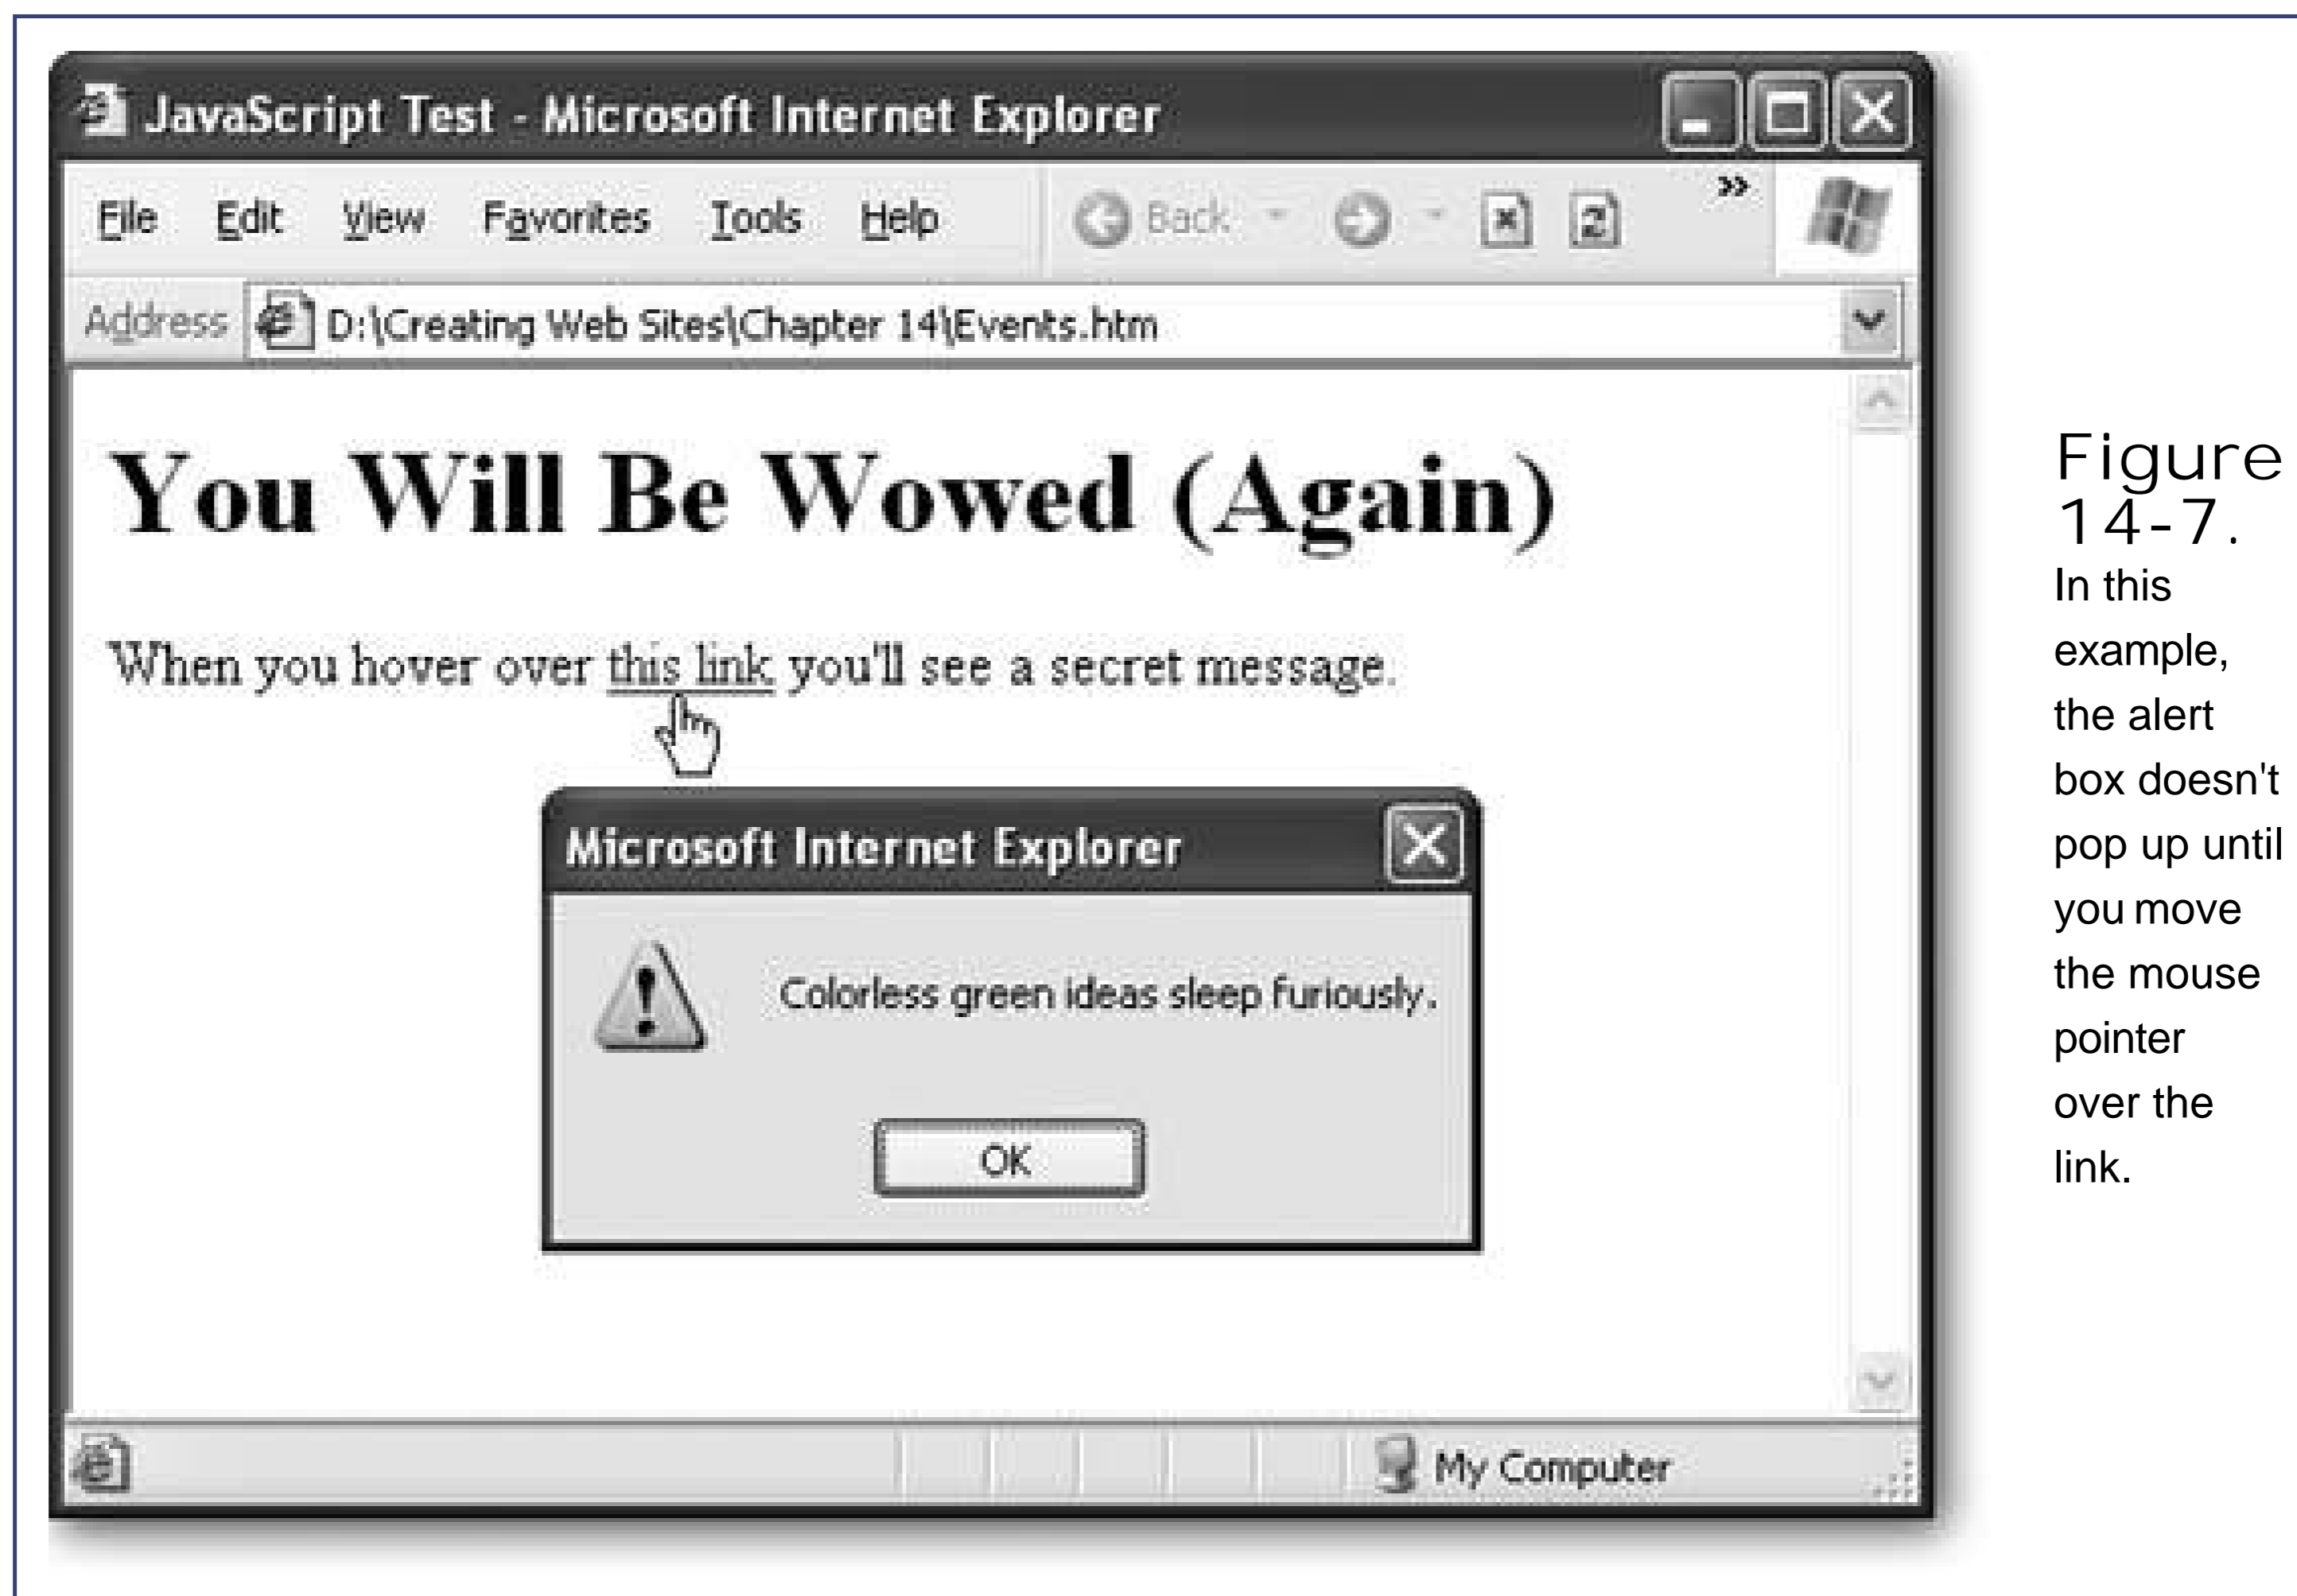 JavaScript Test - Microsoft Internet Explorer
File Edit View Favorites Tools Help Back »
Address D:\Creating Web Sites\Chapter 14\Events.htm
You Will Be Wowed (Again)
When you hover over this link you'll see a secret message.
Microsoft Internet Explorer
Colorless green ideas sleep furiously.
OK
My Computer
Figure
14-7.
In this
example,
the alert
box doesn't
pop up until
you move
the mouse
pointer
over the
link.